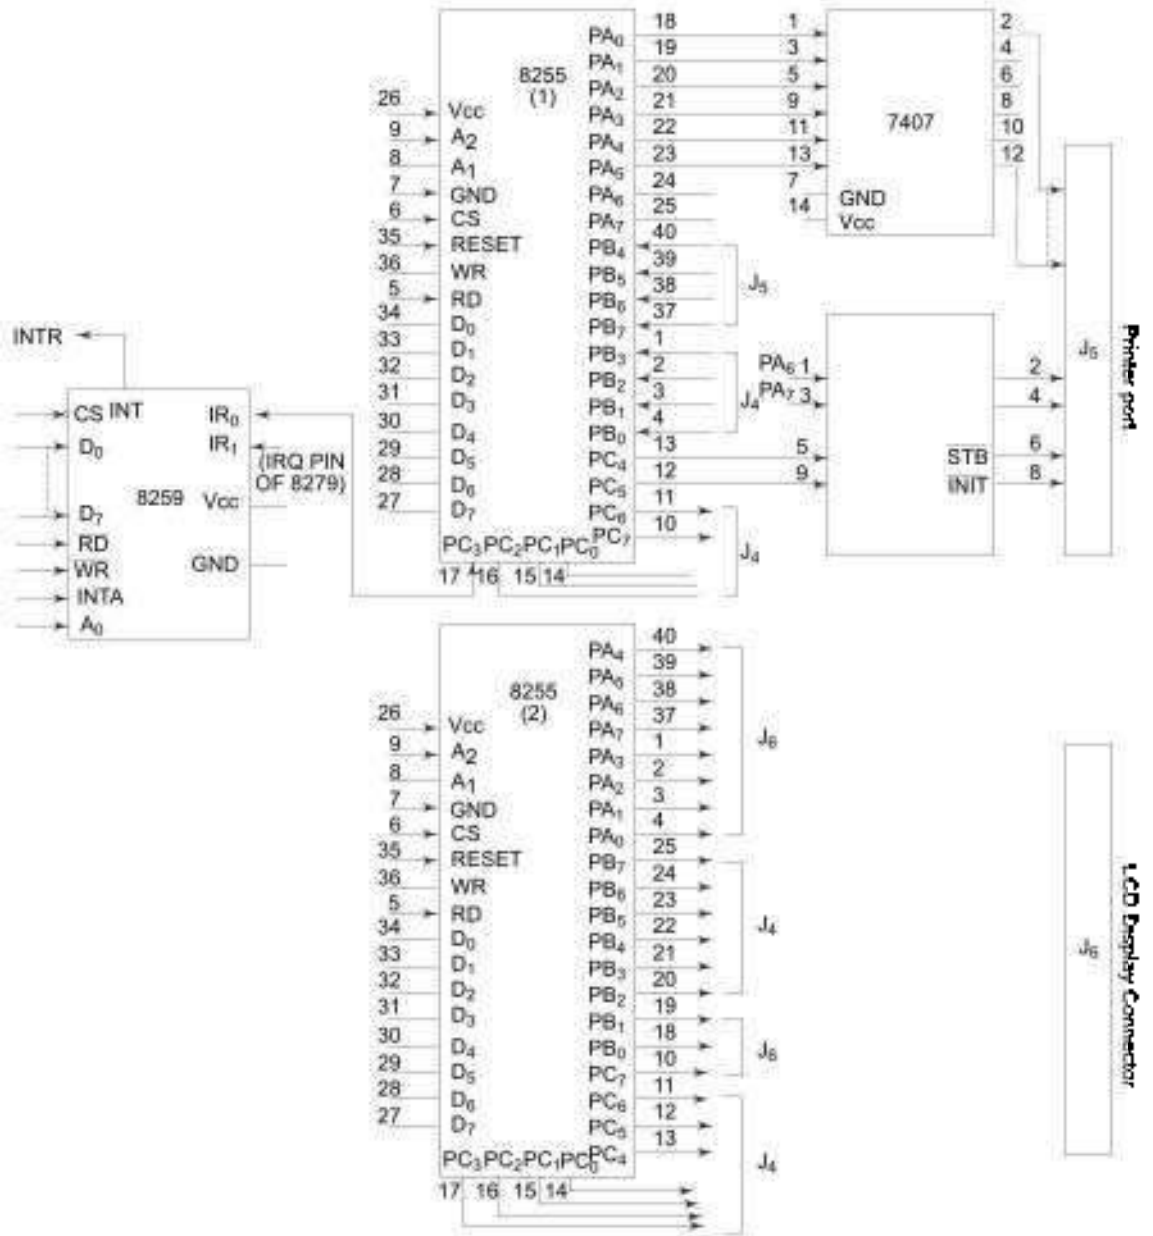 8255
(1)
26 Vcc
9 A2
8 A1
7 GND
6 CS
35 RESET
36 WR
5 RD
34 D0
33 D1
32 D2
31 D3
30 D4
29 D5
28 D6
27 D7
PA0 18
PA1 19
PA2 20
PA3 21
PA4 22
PA5 23
PA6 24
PA7 25
PB4 40
PB5 39
PB6 38
PB7 37
PB3 1
PB2 2
PB1 3
PB0 4
PC4 13
PC5 12
PC6 11
PC7 10
PC3 PC2 PC1 PC0
17 16 15 14
J5
J4
J4
1 2
3 4
5 6
9 8
11 10
13 12
7407
7 GND
14 Vcc
PA6 1 2
PA7 3 4
5 STB 6
9 INIT 8
J5
Printer port
INTR
CS INT IR0
D0 IR1
(IRQ PIN
OF 8279)
8259 Vcc
D7
RD
WR GND
INTA
A0
8255
(2)
26 Vcc
9 A2
8 A1
7 GND
6 CS
35 RESET
36 WR
5 RD
34 D0
33 D1
32 D2
31 D3
30 D4
29 D5
28 D6
27 D7
PA4 40
PA5 39
PA6 38
PA7 37
PA3 1
PA2 2
PA1 3
PA0 4
PB7 25
PB6 24
PB5 23
PB4 22
PB3 21
PB2 20
PB1 19
PB0 18
PC7 10
PC6 11
PC5 12
PC4 13
PC3 PC2 PC1 PC0
17 16 15 14
J6
J4
J6
J4
J6
LCD Display Connector